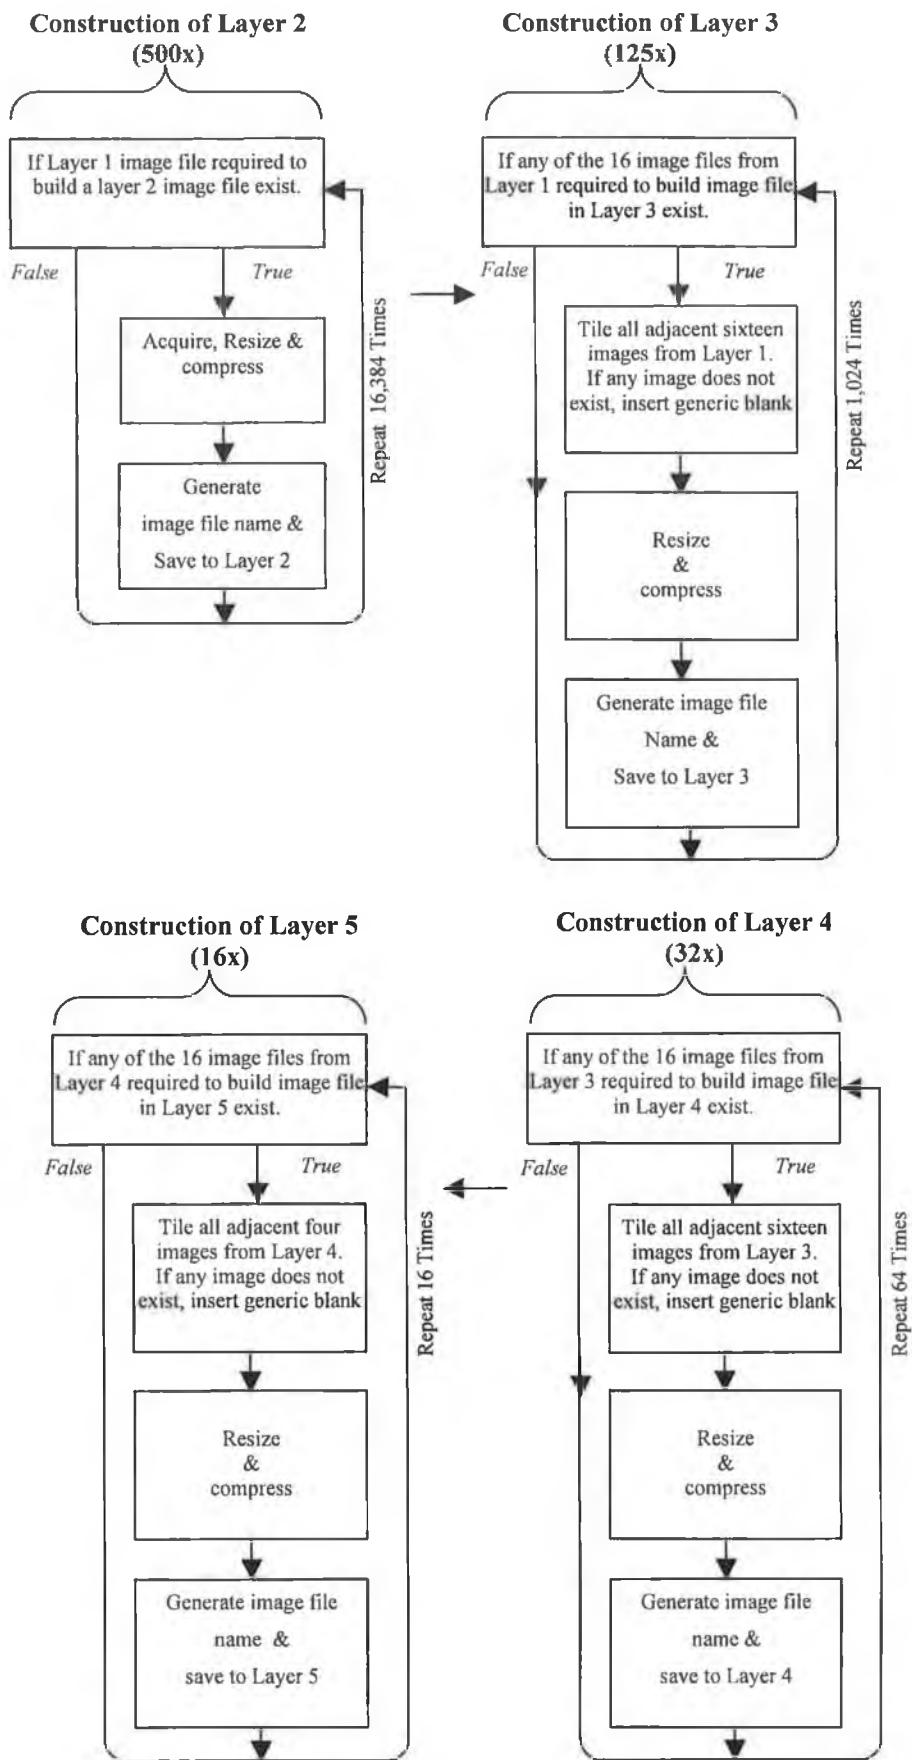 Construction of Layer 2
(500x)
If Layer 1 image file required to
build a layer 2 image file exist.
False
True
Acquire, Resize &
compress
Generate
image file name &
Save to Layer 2
Repeat 16,384 Times
Construction of Layer 3
(125x)
If any of the 16 image files from
Layer 1 required to build image file
in Layer 3 exist.
False
True
Tile all adjacent sixteen
images from Layer 1.
If any image does not
exist, insert generic blank
Resize
&
compress
Generate image file
Name &
Save to Layer 3
Repeat 1,024 Times
Construction of Layer 5
(16x)
If any of the 16 image files from
Layer 4 required to build image file
in Layer 5 exist.
False
True
Tile all adjacent four
images from Layer 4.
If any image does not
exist, insert generic blank
Resize
&
compress
Generate image file
name &
save to Layer 5
Repeat 16 Times
Construction of Layer 4
(32x)
If any of the 16 image files from
Layer 3 required to build image file
in Layer 4 exist.
False
True
Tile all adjacent sixteen
images from Layer 3.
If any image does not
exist, insert generic blank
Resize
&
compress
Generate image file
name &
save to Layer 4
Repeat 64 Times